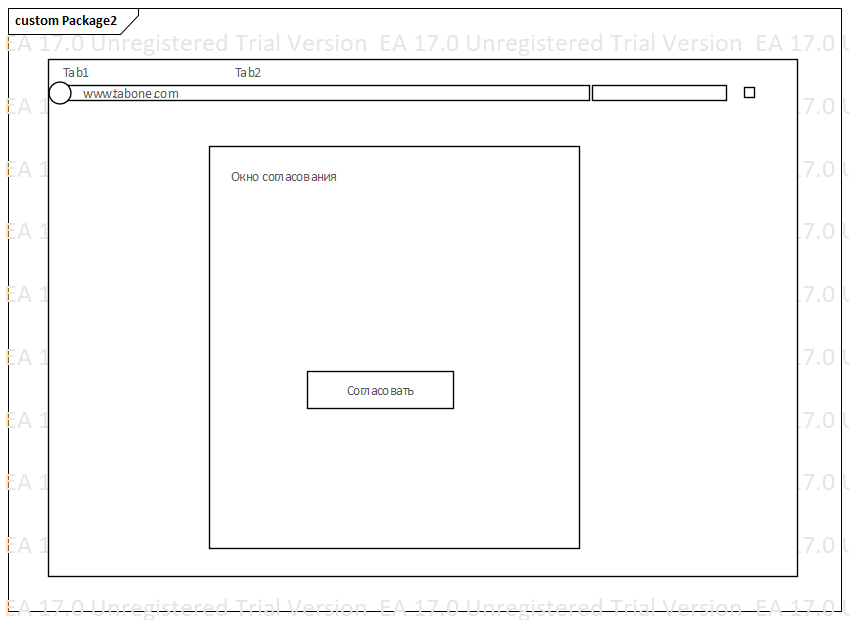 custom Package2
EA 17.0 Unregistered Trial Version EA 17.0 Unregistered Trial Version EA 17.0 U
Tab1 Tab2
www.tabone.com
EA 1 17.0 U
EA 1 17.0 U
Окно согласования
EA 1 17.0 U
EA 1 17.0 U
EA 1 17.0 U
Согласовать
EA 1 17.0 U
EA 1 17.0 U
EA 1 17.0 U
EA 17.0 Unregistered Trial Version EA 17.0 Unregistered Trial Version EA 17.0 U